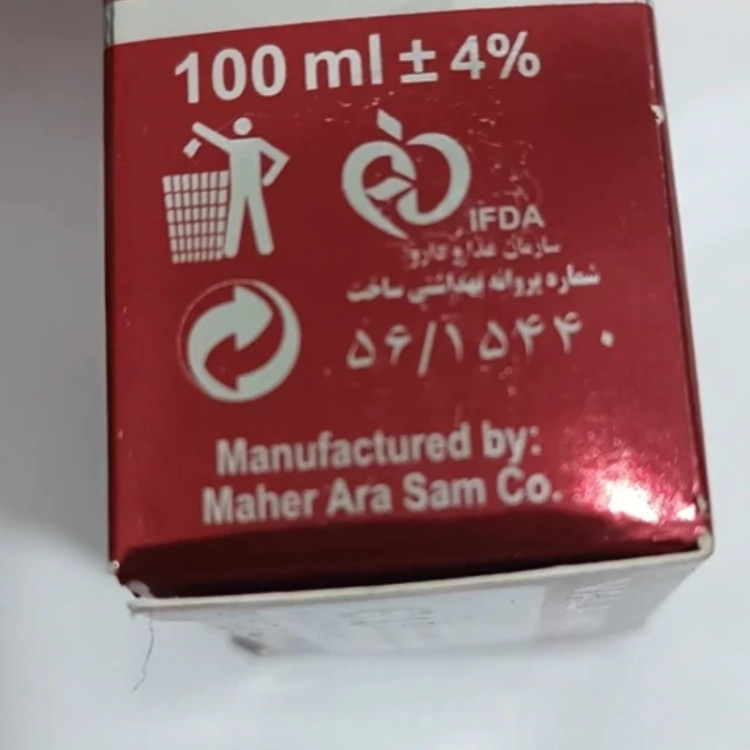 100 ml ± 4%
IFDA
سازمان غذا و دارو
شماره پروانه بهداشتی ساخت
۵۶/۱۵۴۴۰
Manufactured by:
Maher Ara Sam Co.